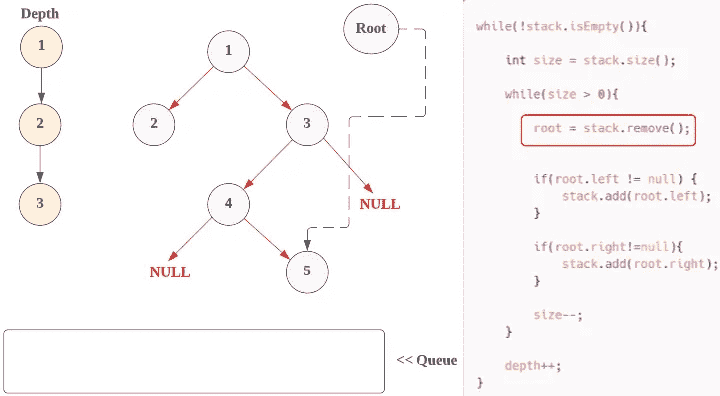 Depth
1
2
3
Root
1
2
3
4
NULL
NULL
5
<< Queue
while(!stack.isEmpty()){
int size = stack.size();
while(size > 0){
root = stack.remove();
if(root.left != null) {
stack.add(root.left);
}
if(root.right!=null){
stack.add(root.right);
}
size--;
}
depth++;
}